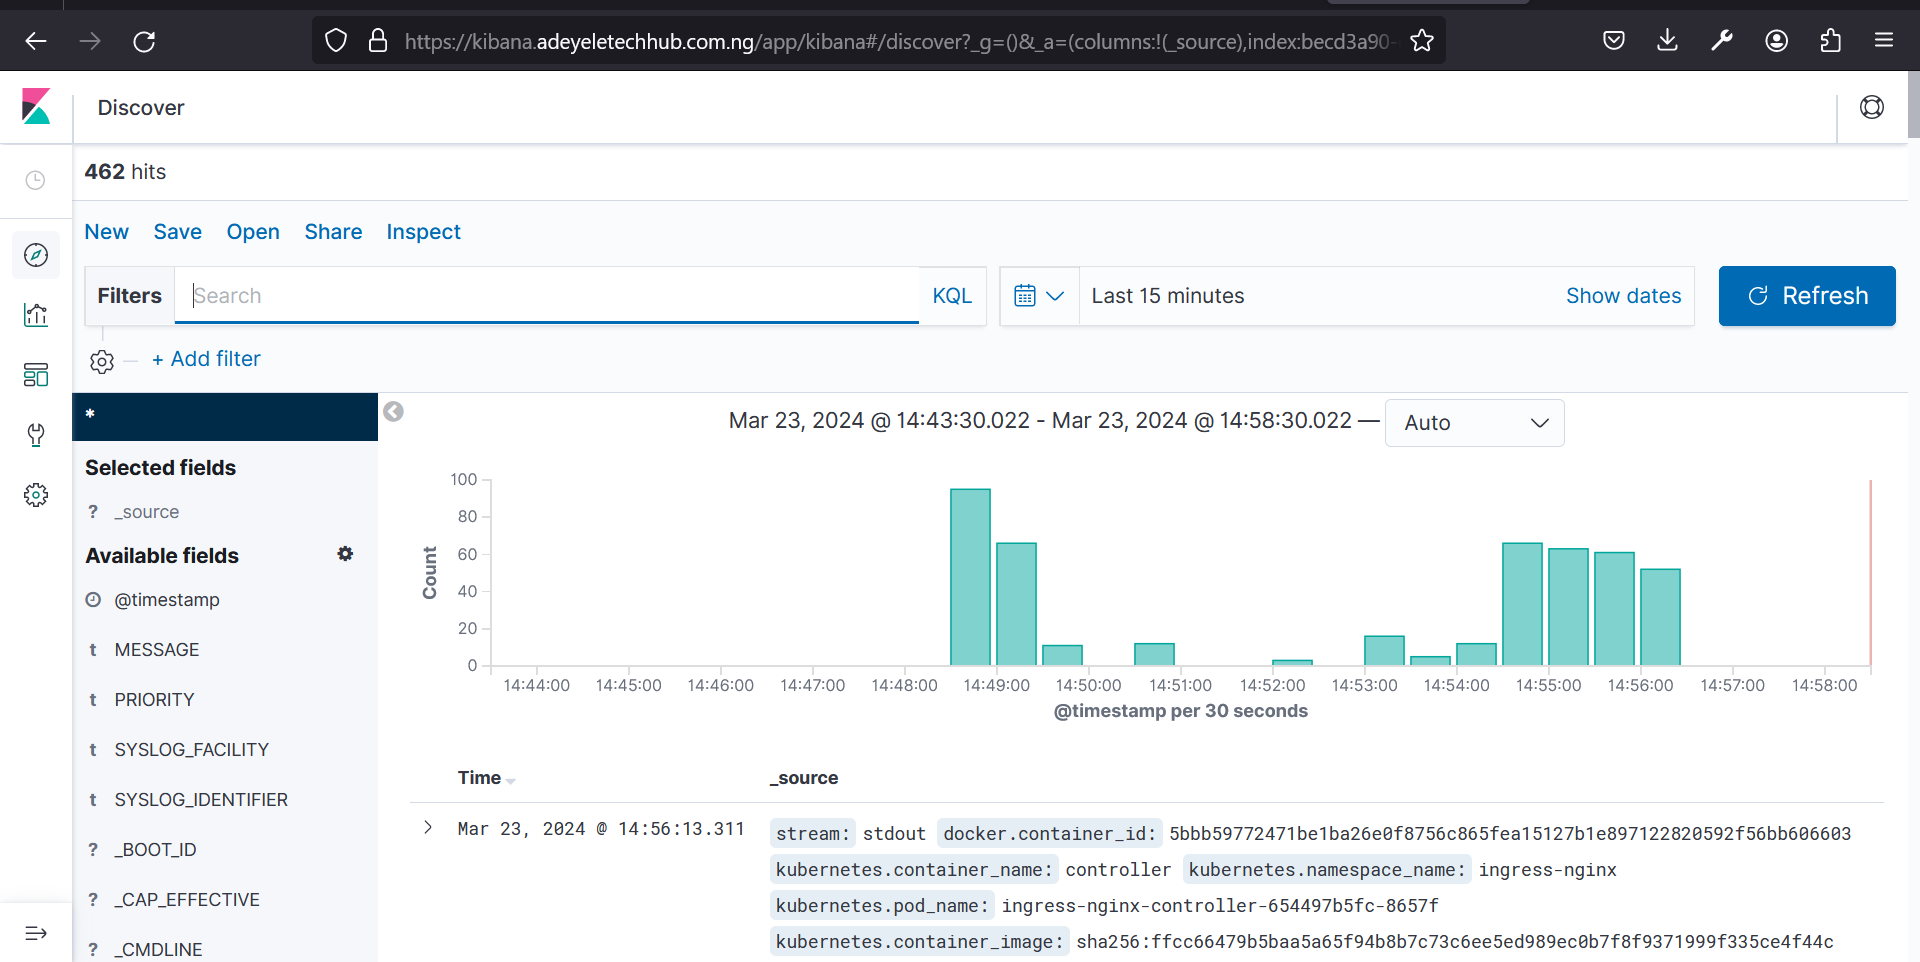 https://kibana.adeyeletechhub.com.ng/app/kibana#/discover?_g=()&_a=(columns:!(_source),index:becd3a90-
Discover
462 hits
New Save Open Share Inspect
Filters Search KQL Last 15 minutes Show dates Refresh
+ Add filter
*
Selected fields
? _source
Available fields
@timestamp
t MESSAGE
t PRIORITY
t SYSLOG_FACILITY
t SYSLOG_IDENTIFIER
? _BOOT_ID
? _CAP_EFFECTIVE
? _CMDLINE
Mar 23, 2024 @ 14:43:30.022 - Mar 23, 2024 @ 14:58:30.022 — Auto
Count
100
80
60
40
20
0
14:44:00 14:45:00 14:46:00 14:47:00 14:48:00 14:49:00 14:50:00 14:51:00 14:52:00 14:53:00 14:54:00 14:55:00 14:56:00 14:57:00 14:58:00
@timestamp per 30 seconds
Time _source
Mar 23, 2024 @ 14:56:13.311 stream: stdout docker.container_id: 5bbb59772471be1ba26e0f8756c865fea15127b1e897122820592f56bb606603
kubernetes.container_name: controller kubernetes.namespace_name: ingress-nginx
kubernetes.pod_name: ingress-nginx-controller-654497b5fc-8657f
kubernetes.container_image: sha256:ffcc66479b5baa5a65f94b8b7c73c6ee5ed989ec0b7f8f9371999f335ce4f44c